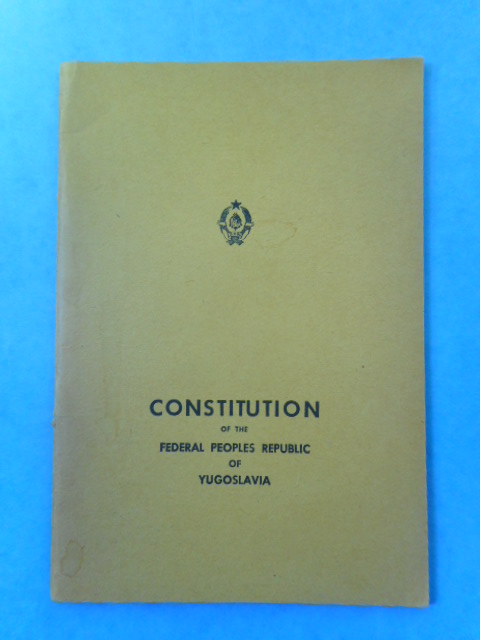 CONSTITUTION
OF THE
FEDERAL PEOPLES REPUBLIC
OF
YUGOSLAVIA